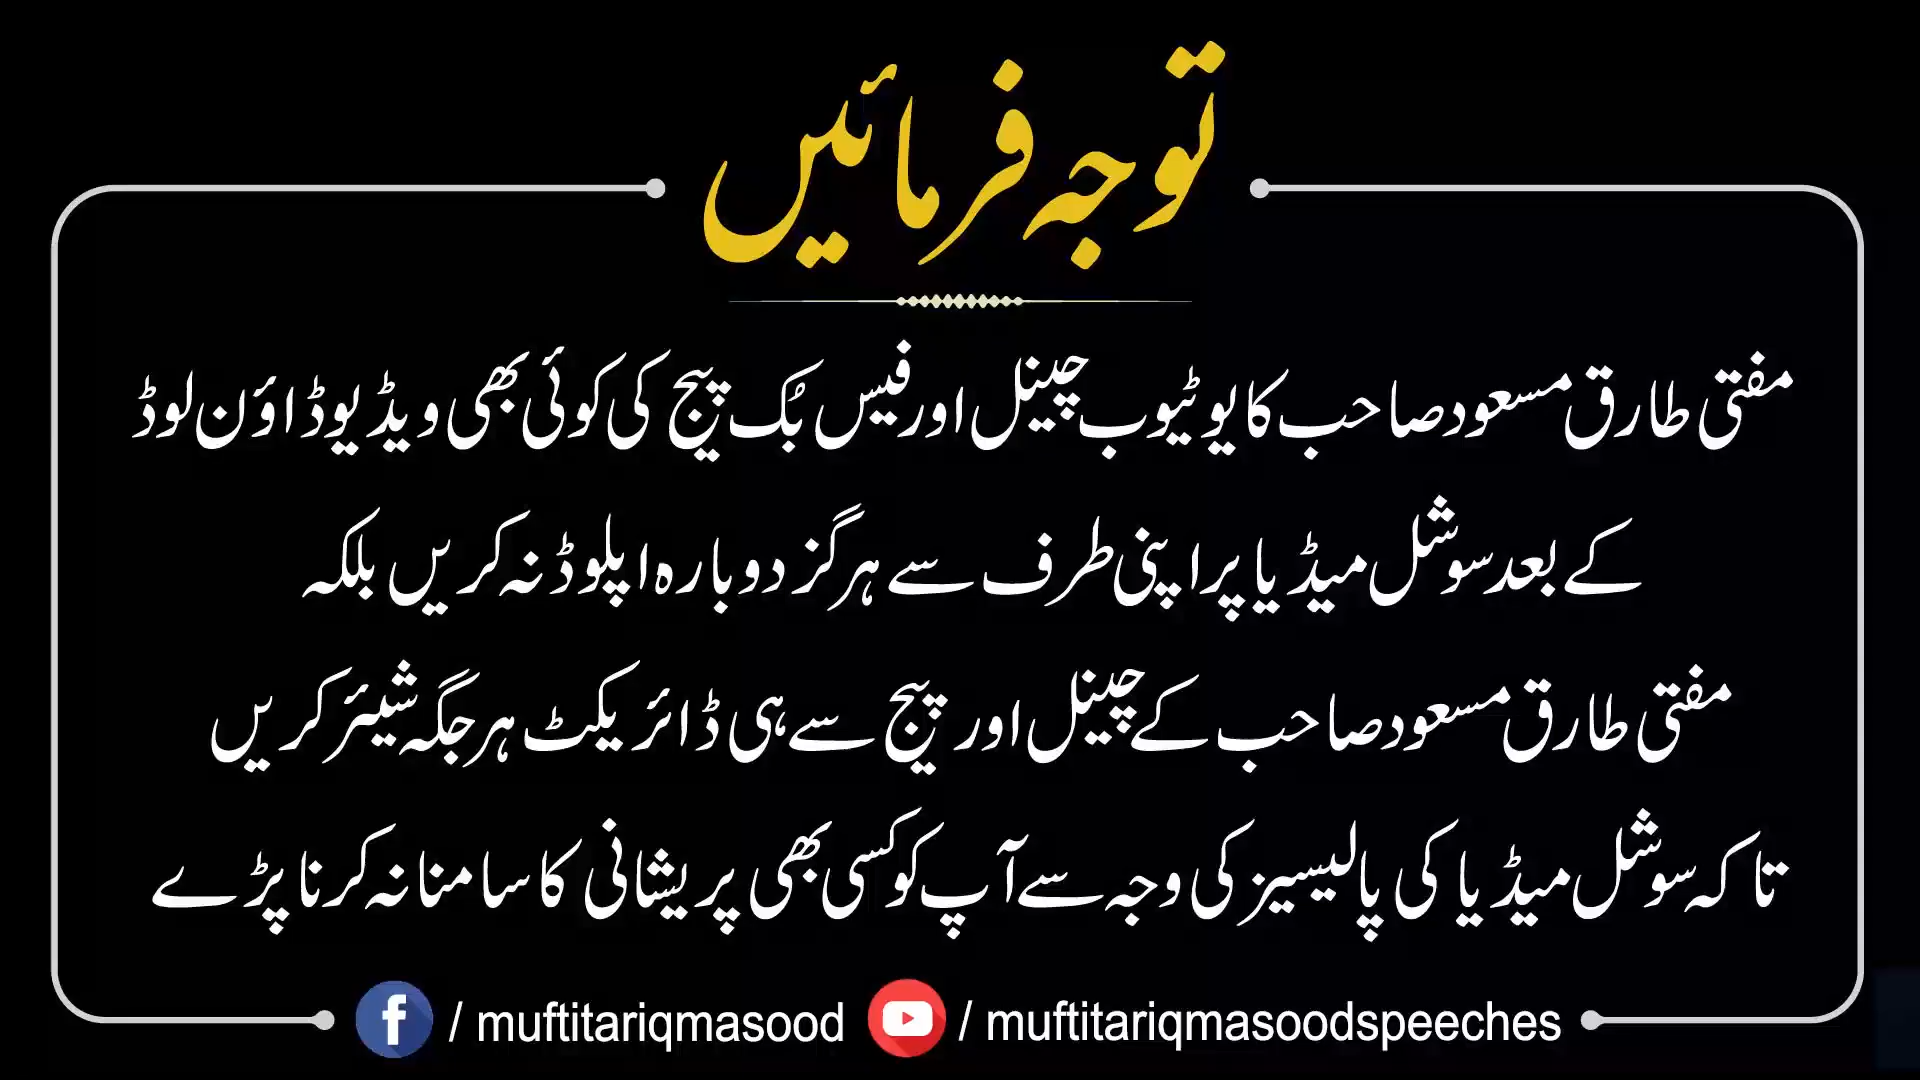 توجہ فرمائیں
مفتی طارق مسعود صاحب کا یوٹیوب چینل اور فیس بُک پیج کی کوئی بھی ویڈیو ڈاؤن لوڈ
کے بعد سوشل میڈیا پر اپنی طرف سے ہرگز دوبارہ اپلوڈ نہ کریں بلکہ
مفتی طارق مسعود صاحب کے چینل اور پیج سے ہی ڈائریکٹ ہر جگہ شیئر کریں
تاکہ سوشل میڈیا کی پالیسیز کی وجہ سے آپ کو کسی بھی پریشانی کا سامنا نہ کرنا پڑے
/ muftitariqmasood / muftitariqmasoodspeeches